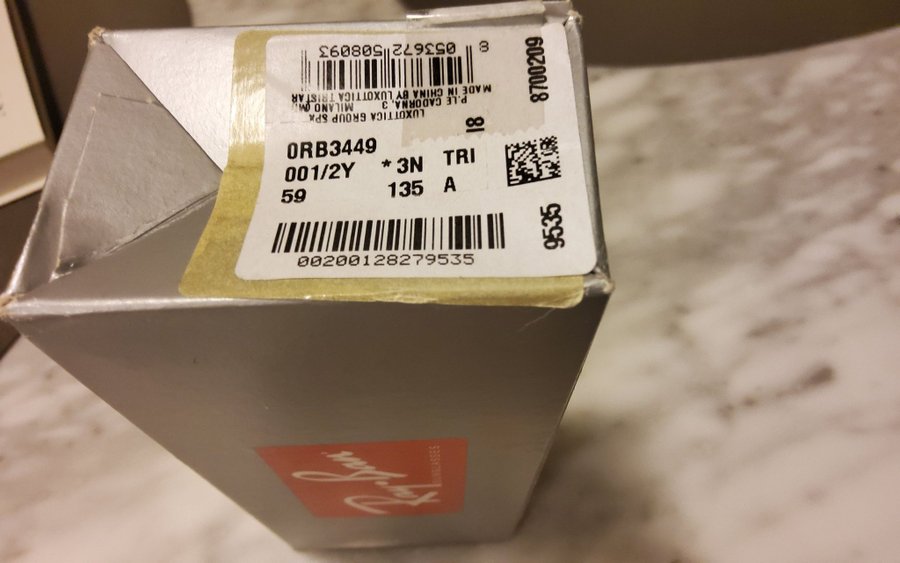 8 053672 508093
MADE IN CHINA BY LUXOTTICA TRISTAR
P.LE CADORNA, 3 MILANO
LUXOTTICA GROUP SPA
8700209
18
0RB3449
001/2Y * 3N TRI
59 135 A
9535
00200128279535
Ray-Ban
SUNGLASSES